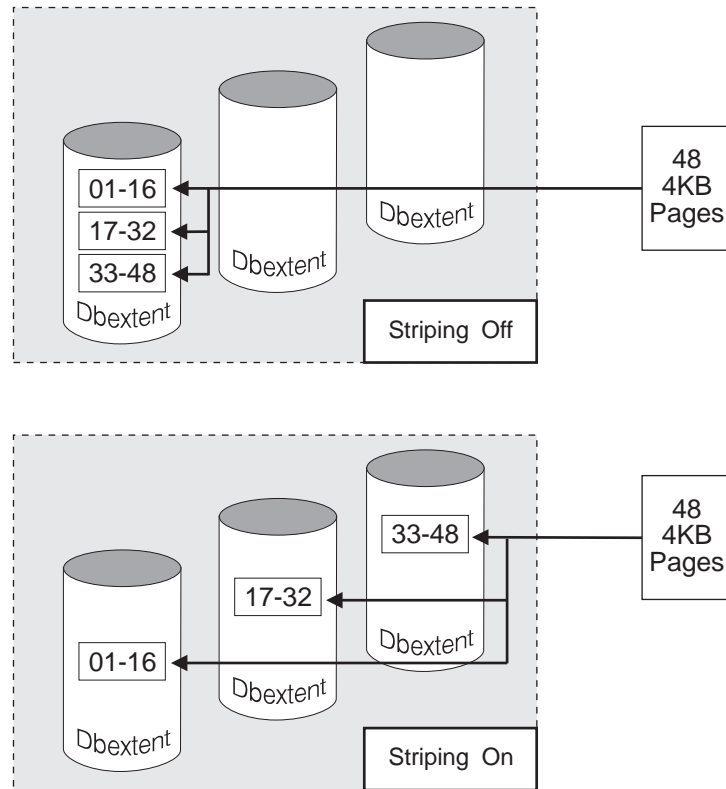 01-16
17-32
33-48
Dbextent
Dbextent
Dbextent
48
4KB
Pages
Striping Off
33-48
17-32
01-16
Dbextent
Dbextent
Dbextent
48
4KB
Pages
Striping On